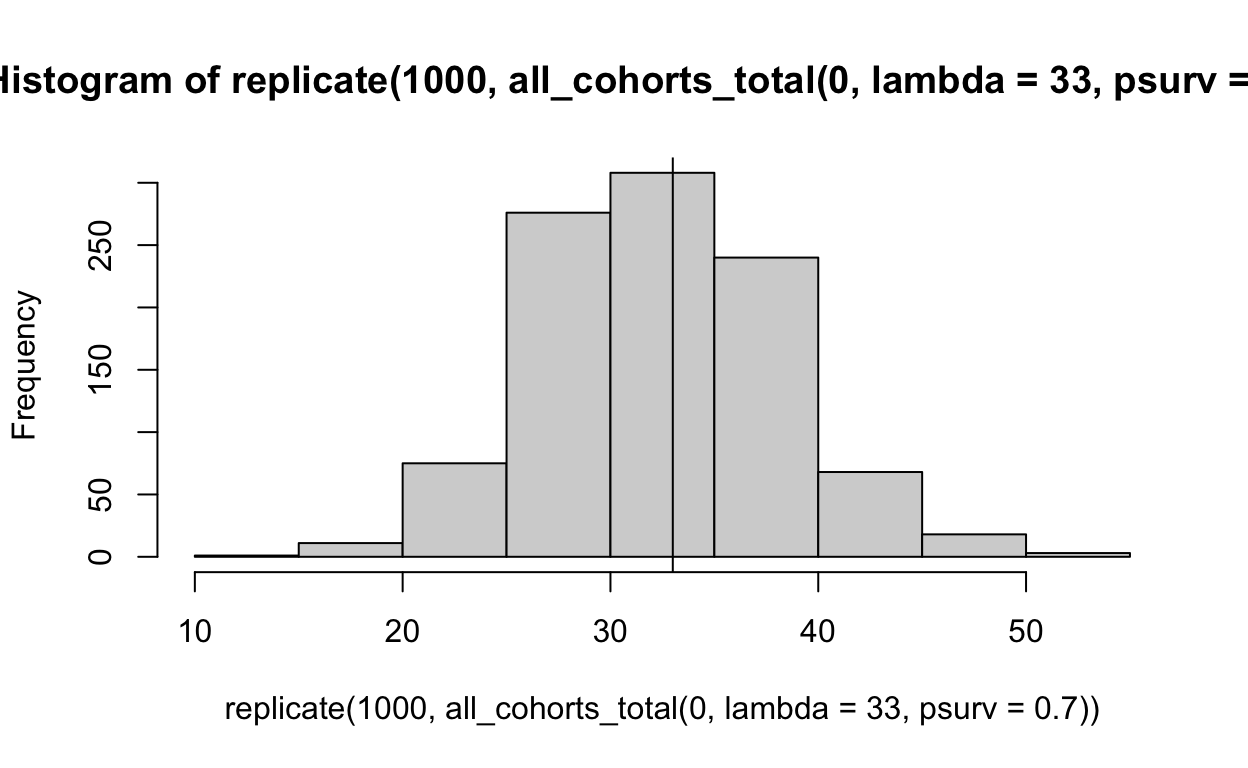 Histogram of replicate(1000, all_cohorts_total(0, lambda = 33, psurv =
250
150
50
0
Frequency
10 20 30 40 50
replicate(1000, all_cohorts_total(0, lambda = 33, psurv = 0.7))